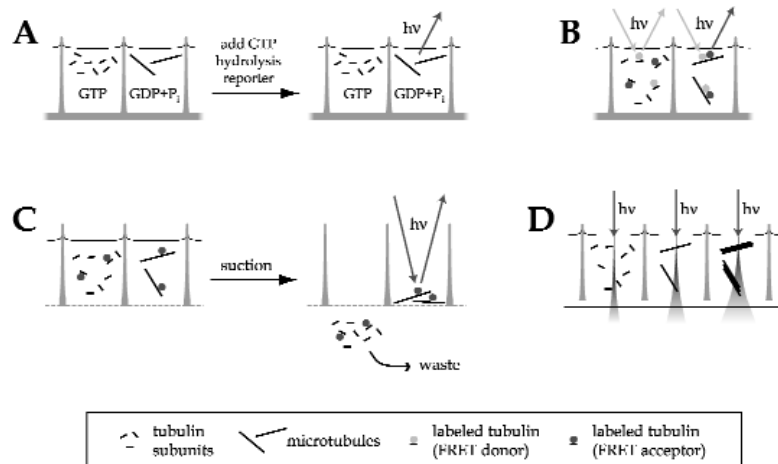 A
hν
add GTP
hydrolysis
reporter
GTP
GDP+Pi
GTP
GDP+Pi
B
hν
hν
C
hν
suction
waste
D
hν
hν
hν
tubulin
subunits
microtubules
labeled tubulin
(FRET donor)
labeled tubulin
(FRET acceptor)